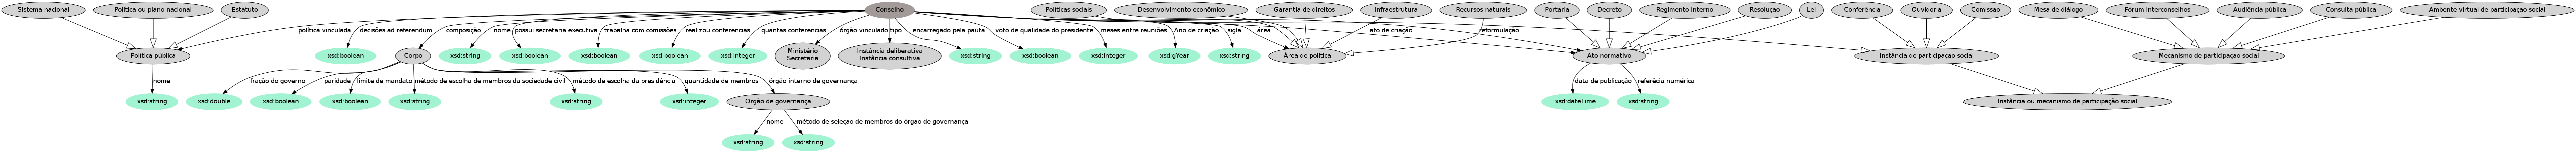 Sistema nacional
Política ou plano nacional
Estatuto
Conselho
Políticas sociais
Desenvolvimento econômico
Garantia de direitos
Infraestrutura
Recursos naturais
Portaria
Decreto
Regimento interno
Resolução
Lei
Conferência
Ouvidoria
Comissão
Mesa de diálogo
Fórum interconselhos
Audiência pública
Consulta pública
Ambenta virtual de participação social
política vinculada
decisões ad referendum
composição
nome
possui secretaria executiva
trabalha com comissões
realizou conferencias
quantas conferencias
órgão vinculado
tipo
encarregado pela pauta
voto de qualidade do presidente
meses entre reuniões
Ano de criação
sigla
área
ato de criação
reformulação
Política pública
xsd:boolean
Corpo
xsd:string
xsd:boolean
xsd:boolean
xsd:boolean
xsd:integer
Ministério
Secretaria
Instância deliberativa
Instância consultiva
xsd:string
xsd:boolean
xsd:integer
xsd:gYear
xsd:string
Área de política
Ato normativo
Instância de participação social
Mecanismo de participação social
nome
fração do governo
paridade
limite de mandato
método de escolha de membros da sociedade civil
método de escolha da presidência
quantidade de membros
órgão interno de governança
data de publicação
referêcia numérica
xsd:string
xsd:double
xsd:boolean
xsd:boolean
xsd:string
xsd:string
xsd:integer
Órgão de governança
xsd:dateTime
xsd:string
Instância ou mecanismo de participação social
nome
método de seleção de membros do órgão de governança
xsd:string
xsd:string